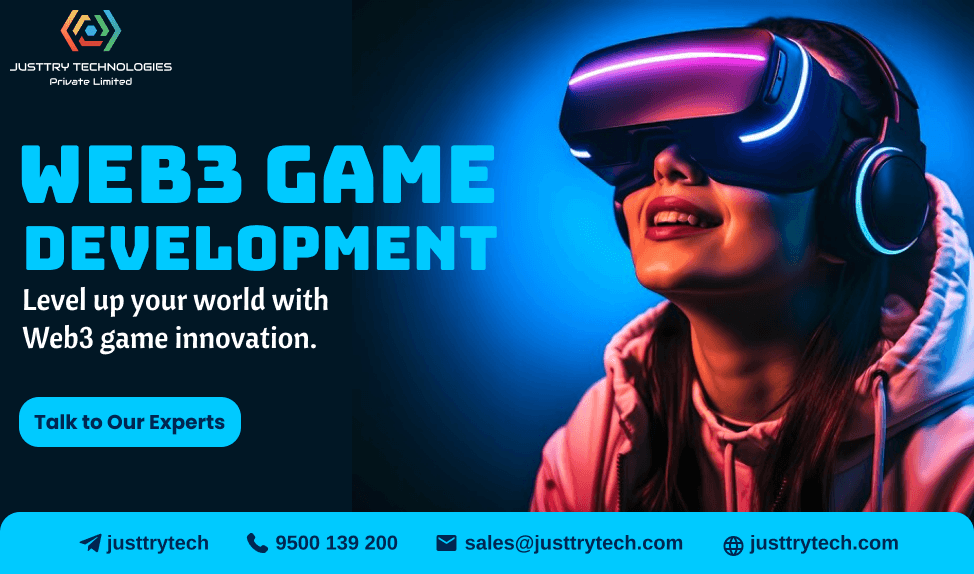 JUSTTRY TECHNOLOGIES
Private Limited
WEB3 GAME
DEVELOPMENT
Level up your world with
Web3 game innovation.
Talk to Our Experts
justtrytech 9500 139 200 sales@justtrytech.com justtrytech.com